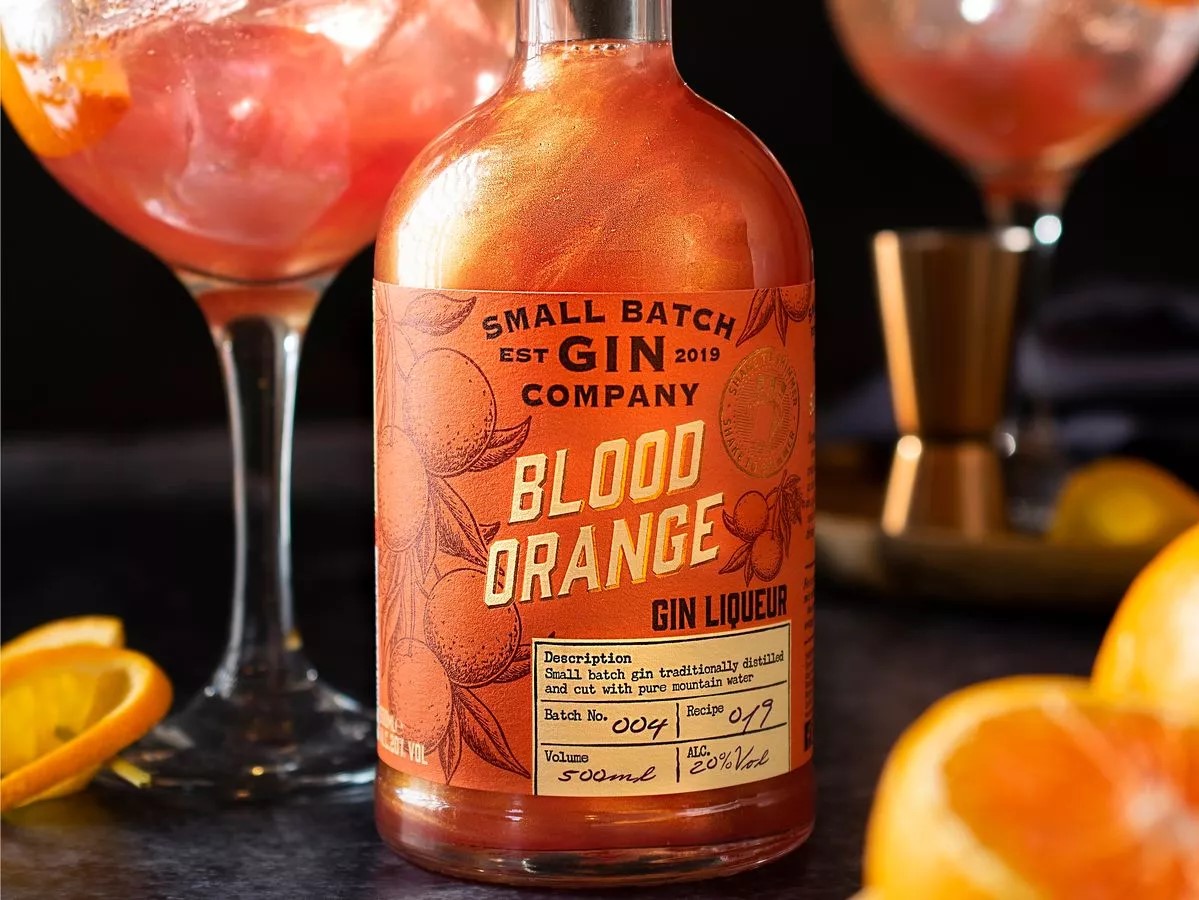 SMALL BATCH
EST GIN 2019
COMPANY
BLOOD
ORANGE
GIN LIQUEUR
Description
Small batch gin traditionally distilled
and cut with pure mountain water
Batch No. 004
Recipe 019
Volume 500ml
ALC. 20% Vol
VOL